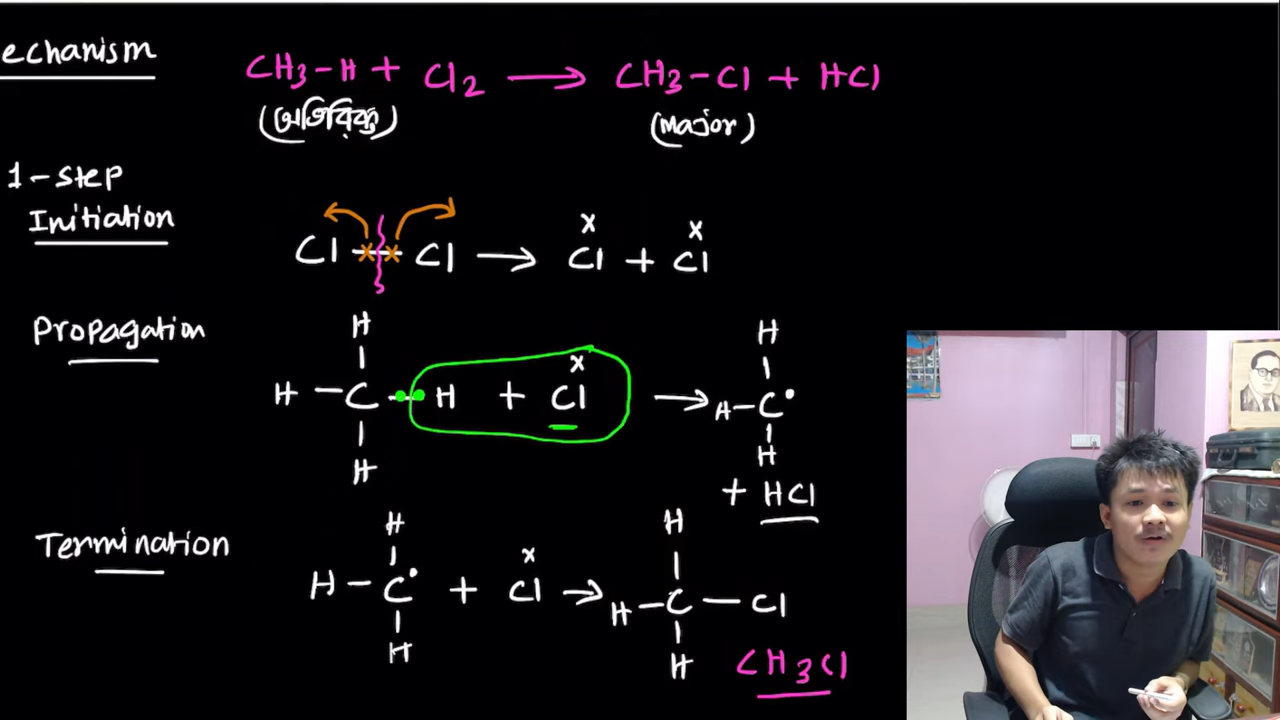 echanism
CH3-H + Cl2 → CH3-Cl + HCl
(অতিরিক্ত) (Major)
1-step
Initiation
x x
Cl -x-x- Cl → Cl + Cl
Propagation
H H
x
H - C - H + Cl → H-C•
H H
+ HCl
Termination
H H
x
H - C• + Cl → H-C-Cl
H H
CH3Cl